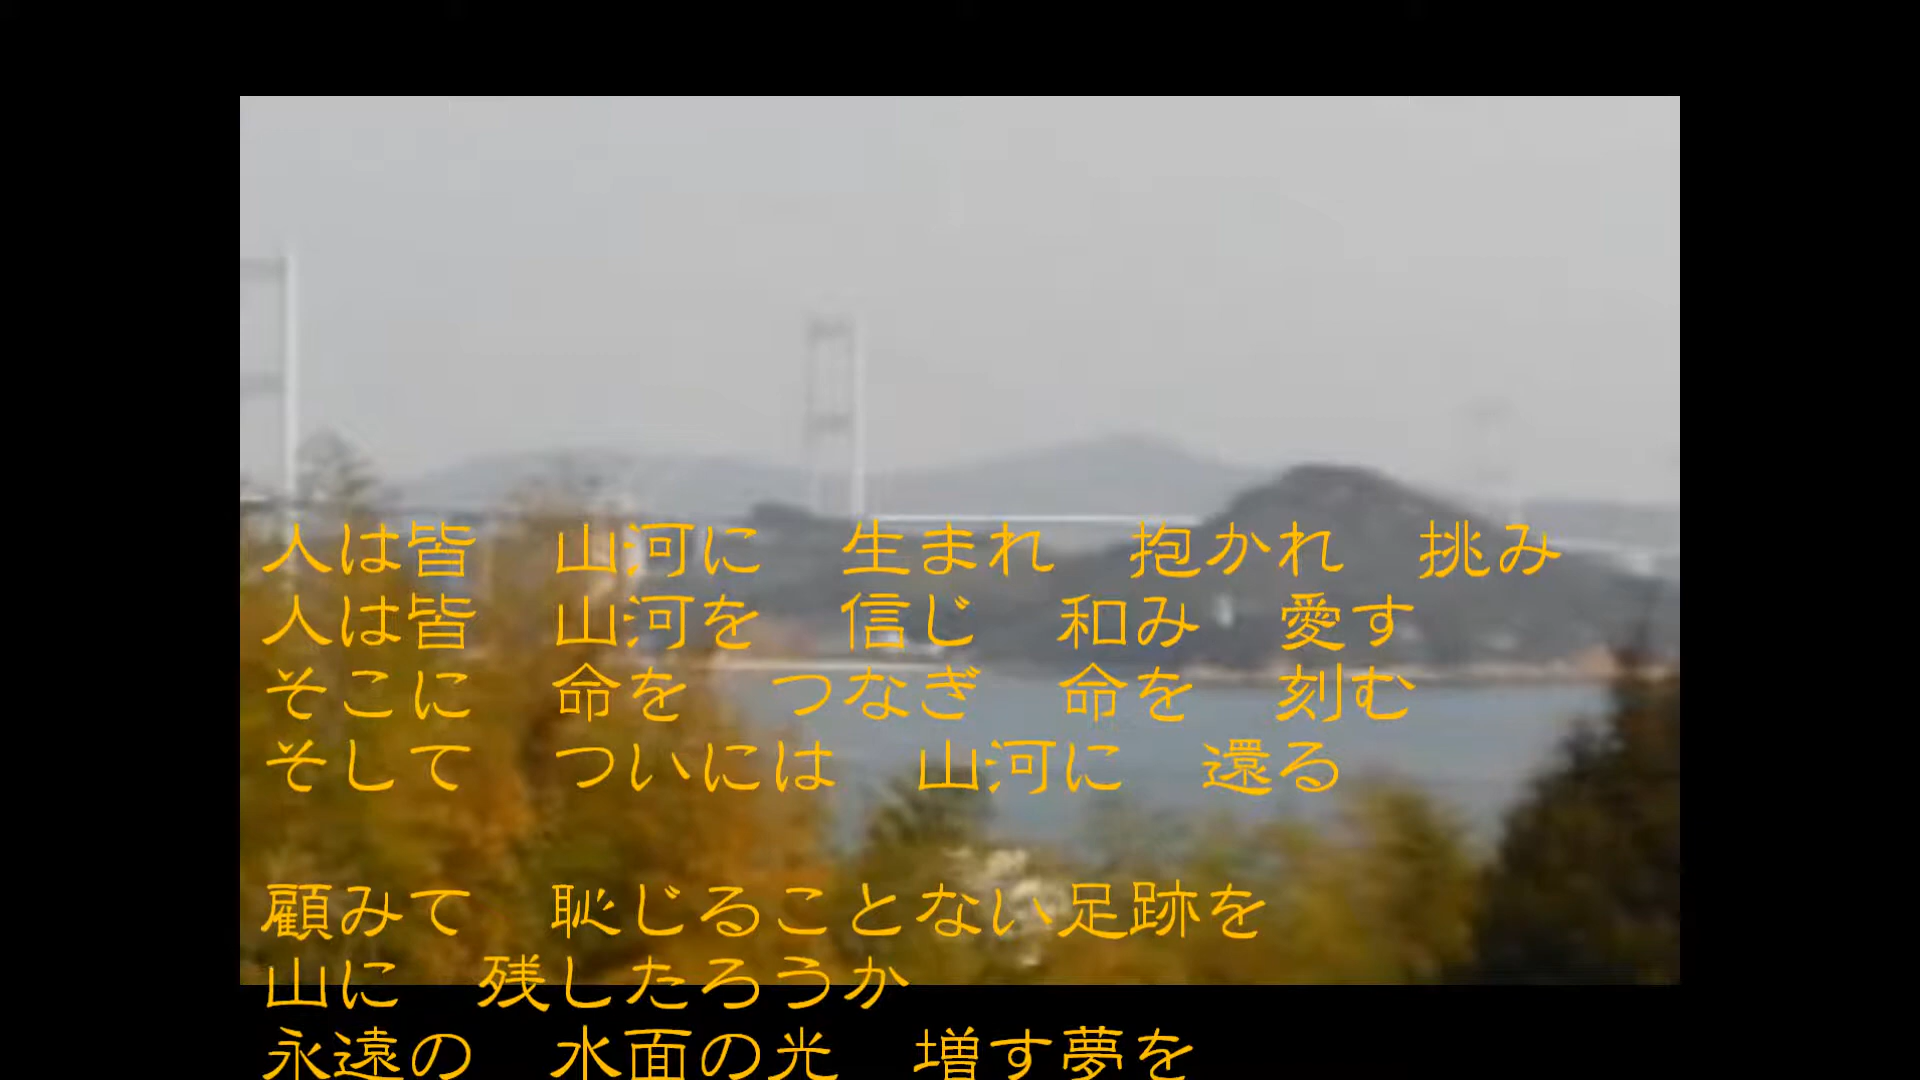 人は皆　山河に　生まれ　抱かれ　挑み
人は皆　山河を　信じ　和み　愛す
そこに　命を　つなぎ　命を　刻む
そして　ついには　山河に　還る
顧みて　恥じることない足跡を
山に　残したろうか
永遠の　水面の光　増す夢を